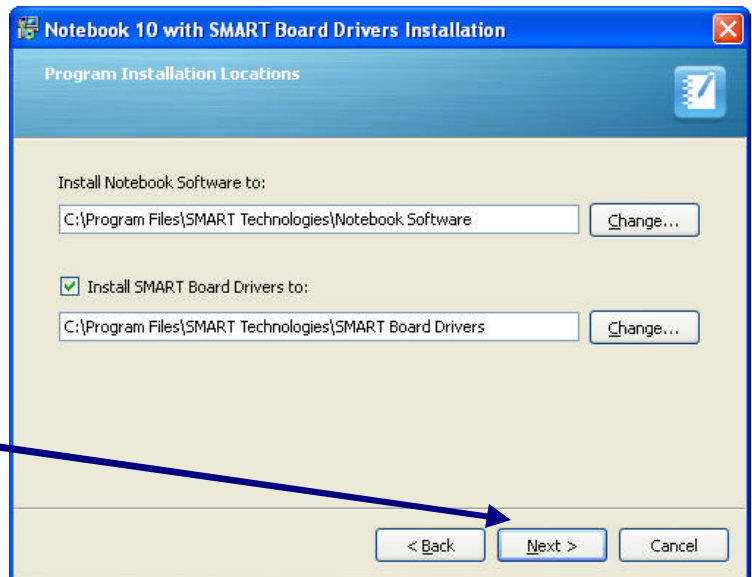 Notebook 10 with SMART Board Drivers Installation
Program Installation Locations
Install Notebook Software to:
C:\Program Files\SMART Technologies\Notebook Software
Change...
Install SMART Board Drivers to:
C:\Program Files\SMART Technologies\SMART Board Drivers
Change...
< Back
Next >
Cancel